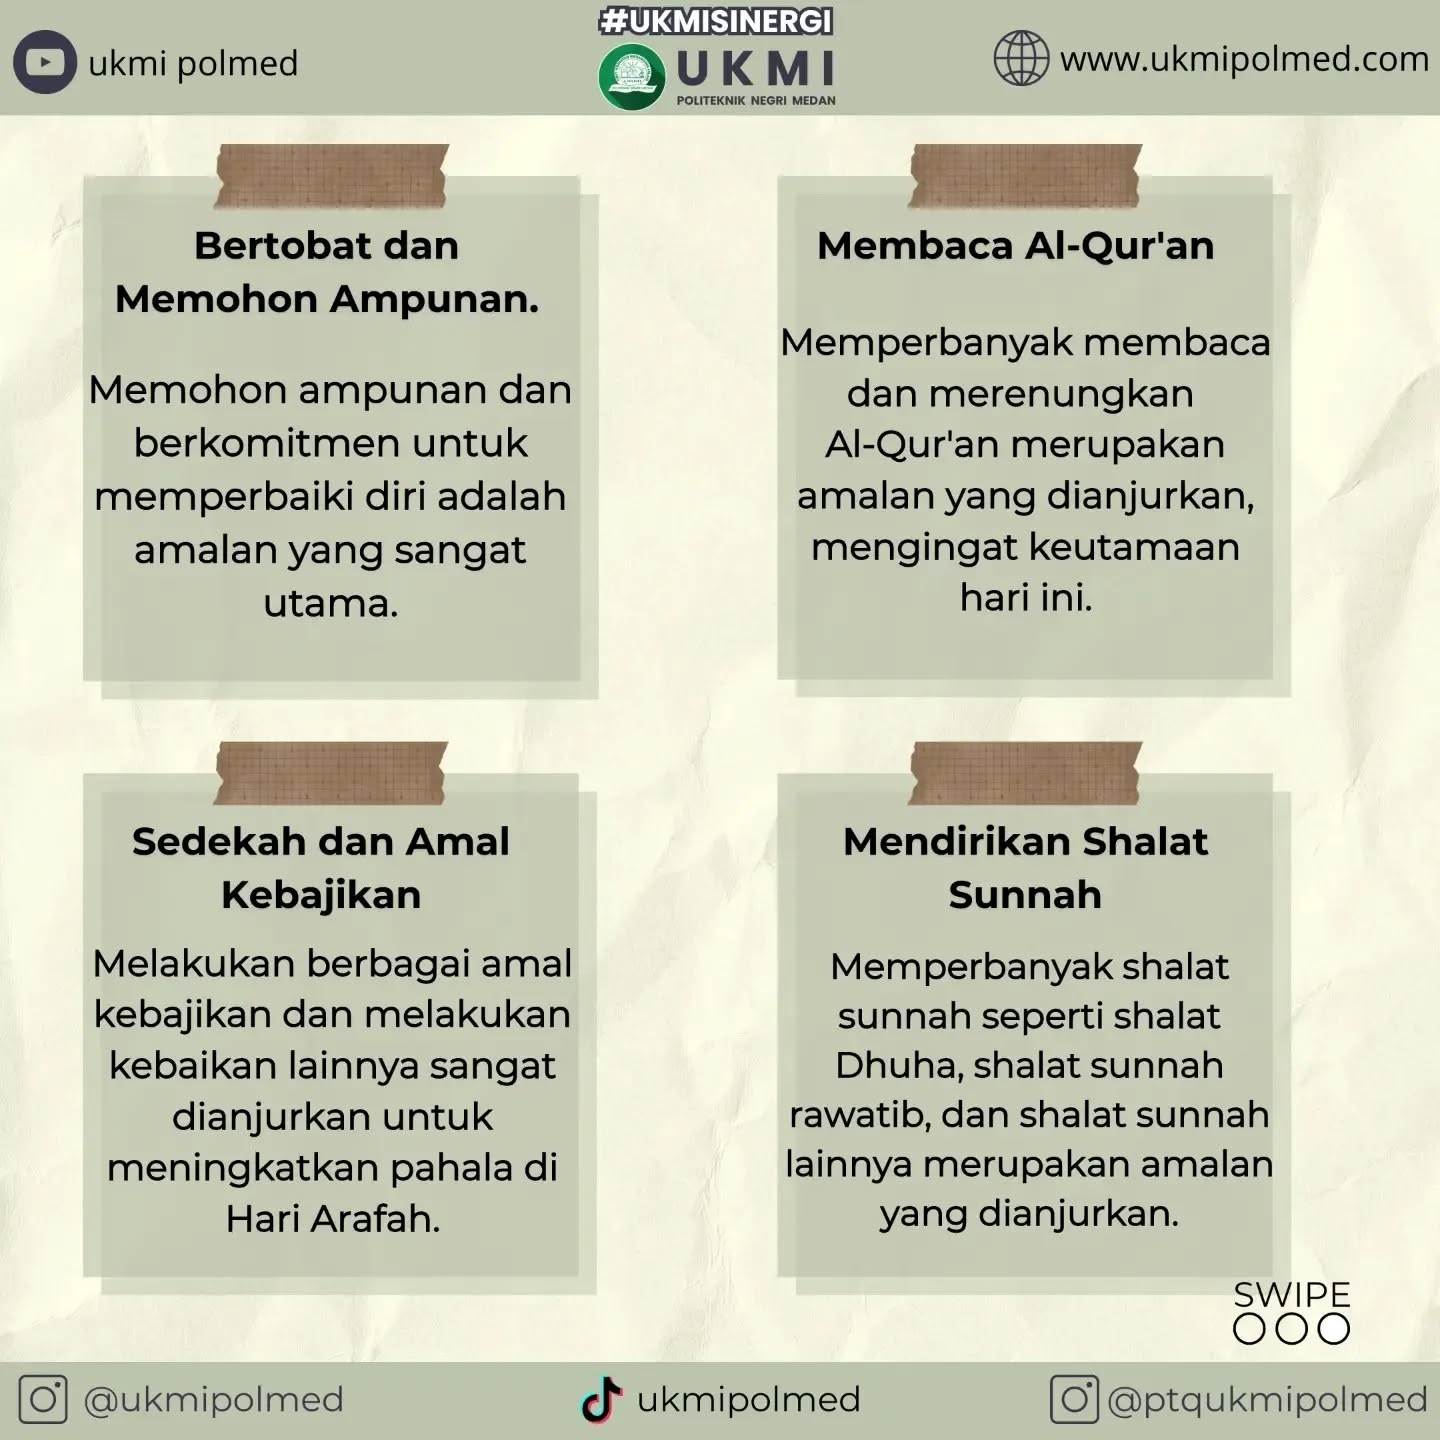 ukmi polmed
#UKMISINERGI
UKMI
POLITEKNIK NEGRI MEDAN
www.ukmipolmed.com
Bertobat dan
Memohon Ampunan.
Memohon ampunan dan
berkomitmen untuk
memperbaiki diri adalah
amalan yang sangat
utama.
Membaca Al-Qur'an
Memperbanyak membaca
dan merenungkan
Al-Qur'an merupakan
amalan yang dianjurkan,
mengingat keutamaan
hari ini.
Sedekah dan Amal
Kebajikan
Melakukan berbagai amal
kebajikan dan melakukan
kebaikan lainnya sangat
dianjurkan untuk
meningkatkan pahala di
Hari Arafah.
Mendirikan Shalat
Sunnah
Memperbanyak shalat
sunnah seperti shalat
Dhuha, shalat sunnah
rawatib, dan shalat sunnah
lainnya merupakan amalan
yang dianjurkan.
SWIPE
@ukmipolmed
ukmipolmed
@ptqukmipolmed